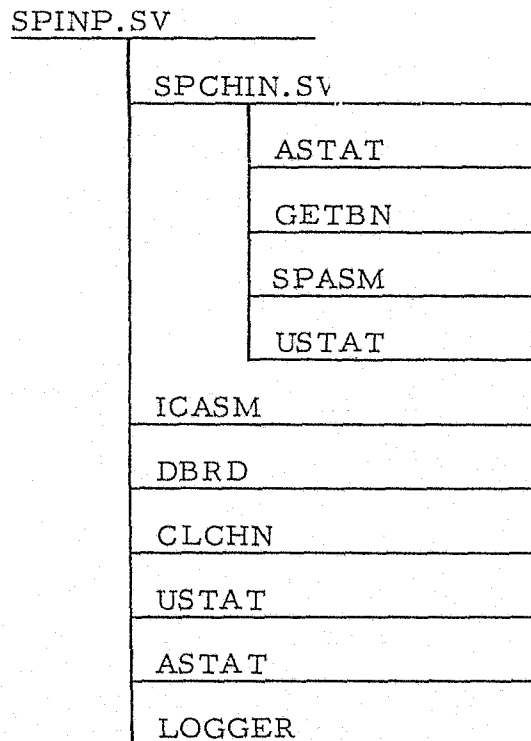 SPINP.SV
SPCHIN.SV
ASTAT
GETBN
SPASM
USTAT
ICASM
DBRD
CLCHN
USTAT
ASTAT
LOGGER